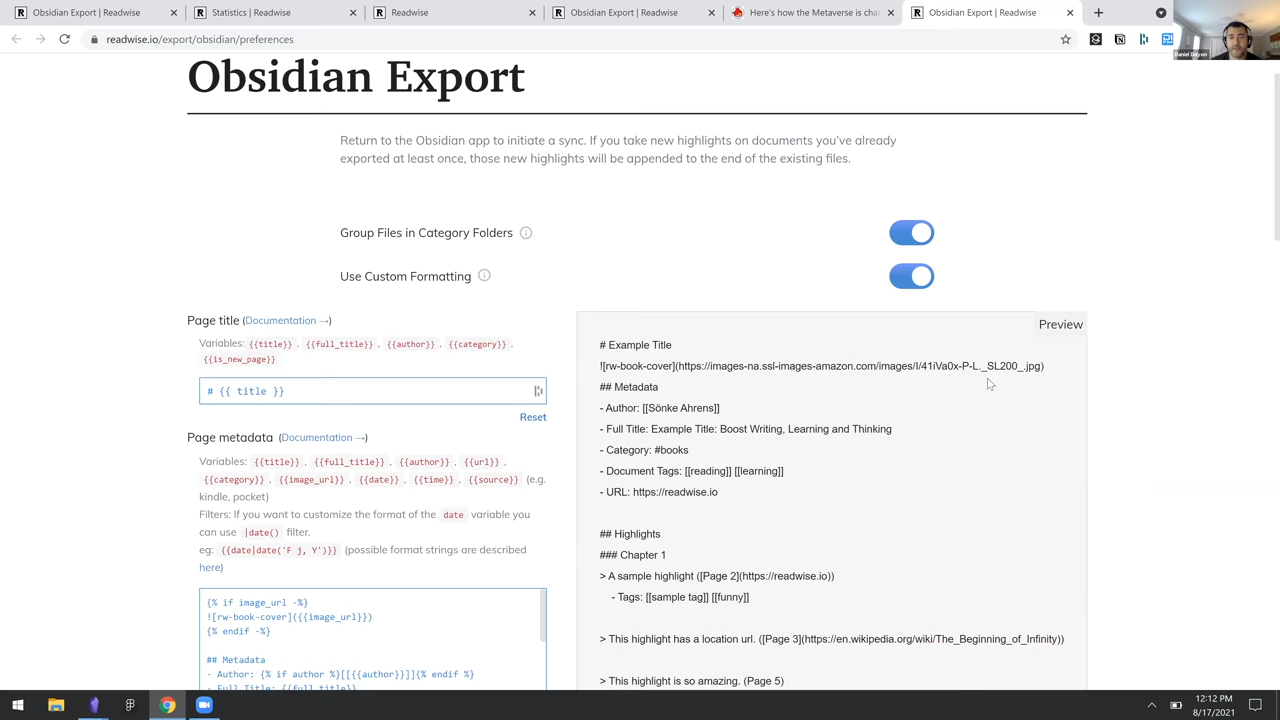 Obsidian Export | Readwise
Statistics | Readwise
Readwise
Obsidian Export | Readwise
Here's how the Metaverse is cha
Obsidian Export | Readwise
readwise.io/export/obsidian/preferences
Daniel Doyon
Obsidian Export
Return to the Obsidian app to initiate a sync. If you take new highlights on documents you've already
exported at least once, those new highlights will be appended to the end of the existing files.
Group Files in Category Folders
Use Custom Formatting
Page title (Documentation →)
Variables: {{title}} , {{full_title}} , {{author}} , {{category}} ,
{{is_new_page}}
# {{ title }}
Reset
Page metadata (Documentation →)
Variables: {{title}} , {{full_title}} , {{author}} , {{url}} ,
{{category}} , {{image_url}} , {{date}} , {{time}} , {{source}} (e.g.
kindle, pocket)
Filters: If you want to customize the format of the date variable you
can use |date() filter.
eg: {{date|date('F j, Y')}} (possible format strings are described
here)
{% if image_url -%}
![rw-book-cover]({{image_url}})
{% endif -%}
## Metadata
- Author: {% if author %}[[{{author}}]]{% endif %}
- Full Title: {{full_title}}
Preview
# Example Title
![rw-book-cover](https://images-na.ssl-images-amazon.com/images/I/41iVa0x-P-L._SL200_.jpg)
## Metadata
- Author: [[Sönke Ahrens]]
- Full Title: Example Title: Boost Writing, Learning and Thinking
- Category: #books
- Document Tags: [[reading]] [[learning]]
- URL: https://readwise.io
## Highlights
### Chapter 1
> A sample highlight ([Page 2](https://readwise.io))
- Tags: [[sample tag]] [[funny]]
> This highlight has a location url. ([Page 3](https://en.wikipedia.org/wiki/The_Beginning_of_Infinity))
> This highlight is so amazing. (Page 5)
12:12 PM
8/17/2021